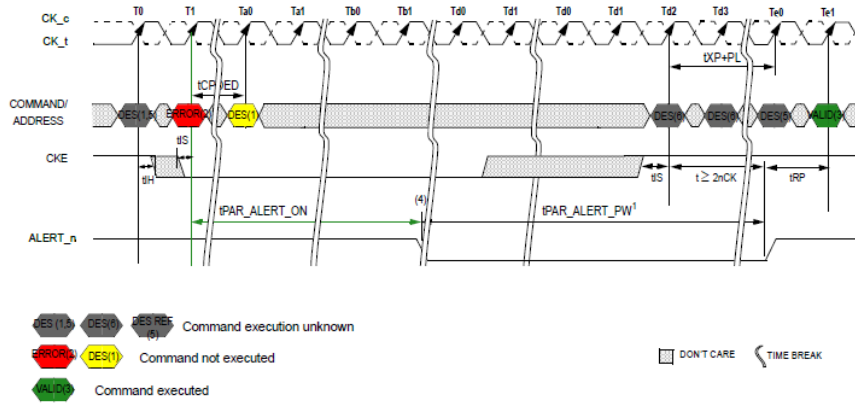 T0 T1 Ta0 Ta1 Tb0 Tb1 Td0 Td1 Td0 Td1 Td2 Td3 Te0 Te1
CK_c
CK_t
tXP+PL
tCPDED
COMMAND/
ADDRESS
DES(1,5) ERROR(2) DES(1) DES(6) DES(6) DES(5) VALID(3)
tIS
CKE
tIH
tIS t ≥ 2nCK tRP
(4)
tPAR_ALERT_ON tPAR_ALERT_PW1
ALERT_n
DES (1,5) DES(6) DES REF (5) Command execution unknown
ERROR(2) DES(1) Command not executed
DON'T CARE TIME BREAK
VALID(3) Command executed